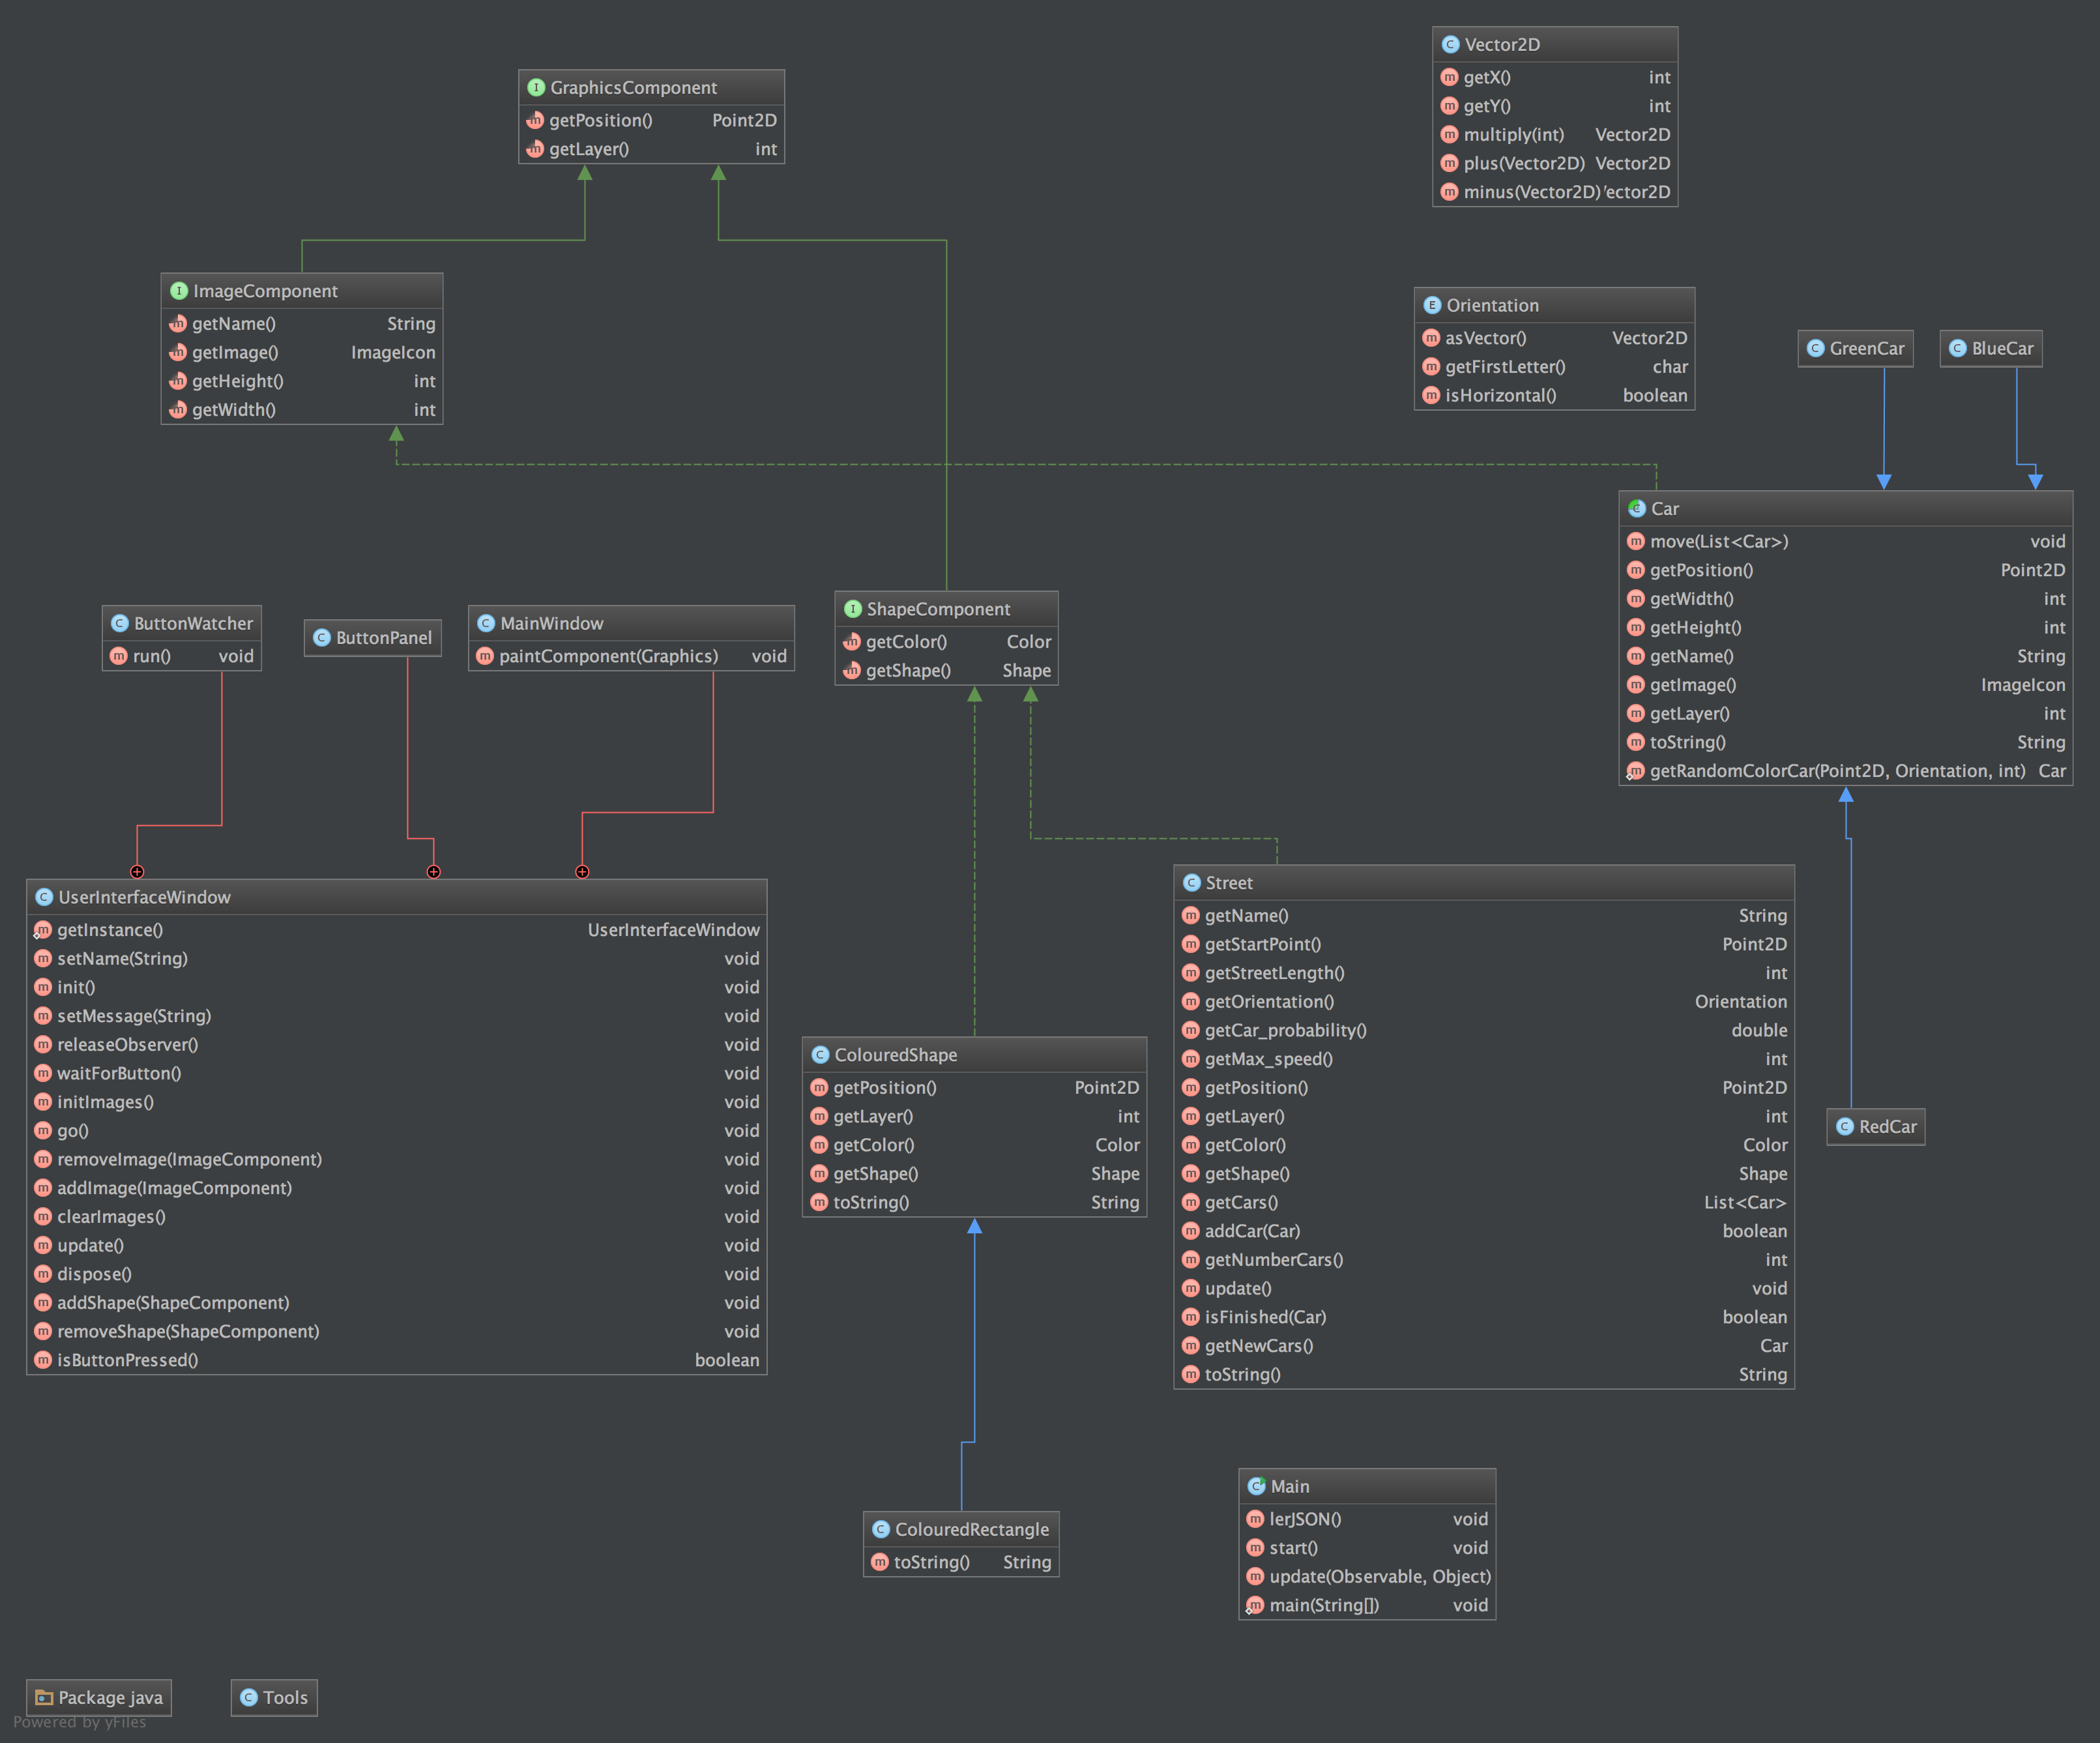 Vector2D
getX() int
getY() int
multiply(int) Vector2D
plus(Vector2D) Vector2D
minus(Vector2D) 'ector2D
I GraphicsComponent
m getPosition() Point2D
m getLayer() int
I ImageComponent
m getName() String
m getImage() ImageIcon
m getHeight() int
m getWidth() int
E Orientation
m asVector() Vector2D
m getFirstLetter() char
m isHorizontal() boolean
C GreenCar
C BlueCar
C Car
m move(List<Car>) void
m getPosition() Point2D
m getWidth() int
m getHeight() int
m getName() String
m getImage() ImageIcon
m getLayer() int
m toString() String
m getRandomColorCar(Point2D, Orientation, int) Car
C ButtonWatcher
m run() void
C ButtonPanel
C MainWindow
m paintComponent(Graphics) void
I ShapeComponent
m getColor() Color
m getShape() Shape
C UserInterfaceWindow
m getInstance() UserInterfaceWindow
m setName(String) void
m init() void
m setMessage(String) void
m releaseObserver() void
m waitForButton() void
m initImages() void
m go() void
m removeImage(ImageComponent) void
m addImage(ImageComponent) void
m clearImages() void
m update() void
m dispose() void
m addShape(ShapeComponent) void
m removeShape(ShapeComponent) void
m isButtonPressed() boolean
C Street
m getName() String
m getStartPoint() Point2D
m getStreetLength() int
m getOrientation() Orientation
m getCar_probability() double
m getMax_speed() int
m getPosition() Point2D
m getLayer() int
m getColor() Color
m getShape() Shape
m getCars() List<Car>
m addCar(Car) boolean
m getNumberCars() int
m update() void
m isFinished(Car) boolean
m getNewCars() Car
m toString() String
C ColouredShape
m getPosition() Point2D
m getLayer() int
m getColor() Color
m getShape() Shape
m toString() String
C RedCar
C ColouredRectangle
m toString() String
C Main
m lerJSON() void
m start() void
m update(Observable, Object)
m main(String[]) void
Package java
C Tools
Powered by yFiles